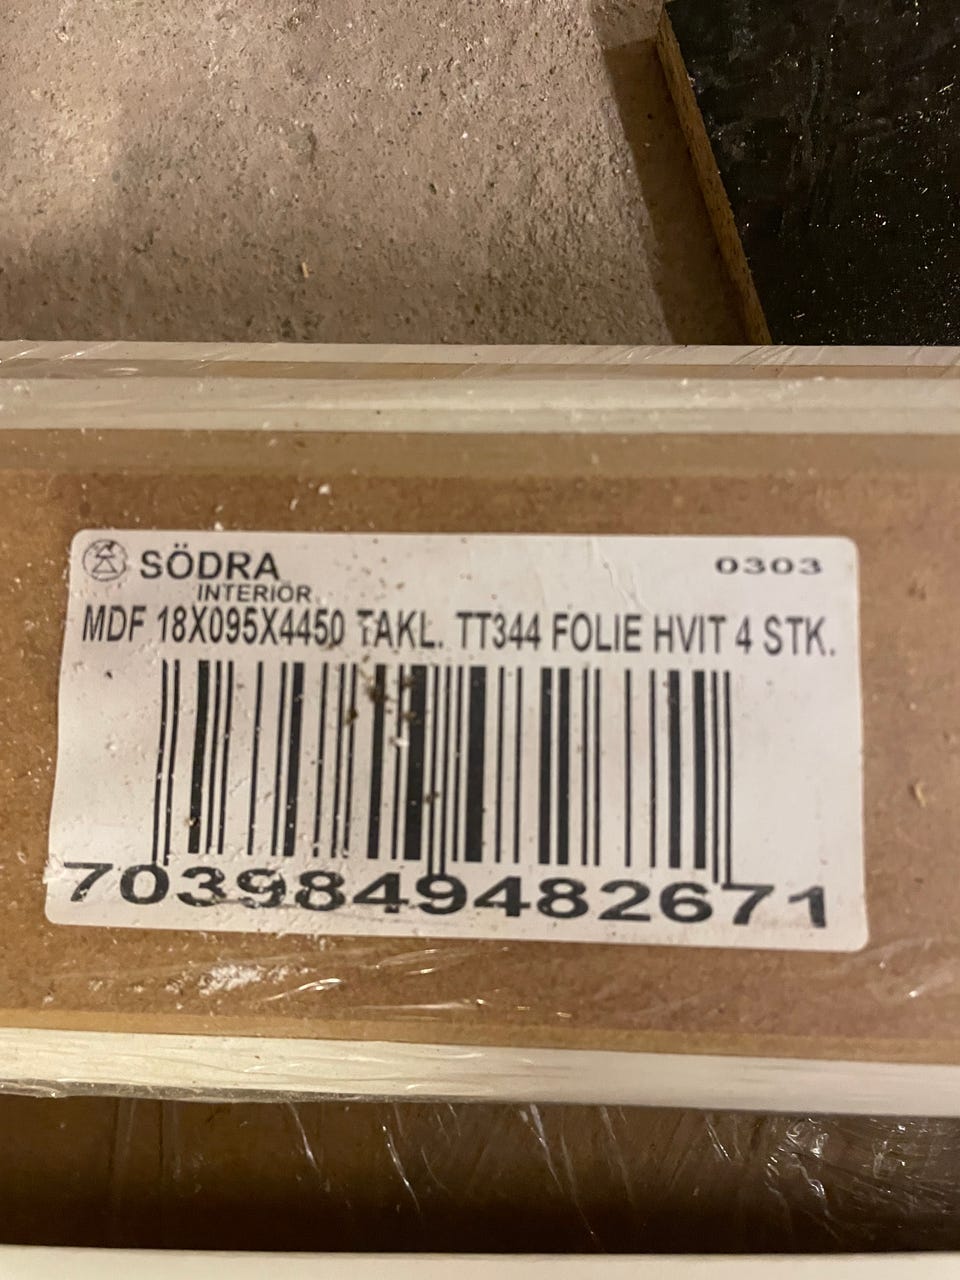 SÖDRA
INTERIÖR
0303
MDF 18X095X4450 TAKL. TT344 FOLIE HVIT 4 STK.
7039849482671